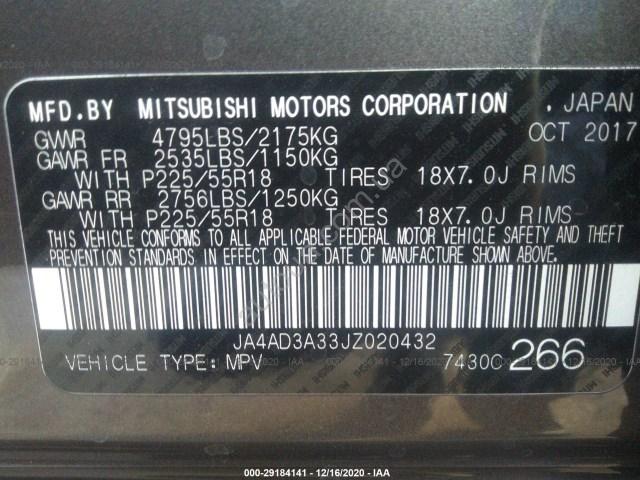 MFD.BY MITSUBISHI MOTORS CORPORATION . JAPAN
GVWR 4795LBS/2175KG OCT 2017
GAWR FR 2535LBS/1150KG
WITH P225/55R18 TIRES 18X7.0J RIMS
GAWR RR 2756LBS/1250KG
WITH P225/55R18 TIRES 18X7.0J RIMS
THIS VEHICLE CONFORMS TO ALL APPLICABLE FEDERAL MOTOR VEHICLE SAFETY AND THEFT
PREVENTION STANDARDS IN EFFECT ON THE DATE OF MANUFACTURE SHOWN ABOVE.
JA4AD3A33JZ020432
VEHICLE TYPE: MPV 74300 266
000-29184141 - 12/16/2020 - IAA